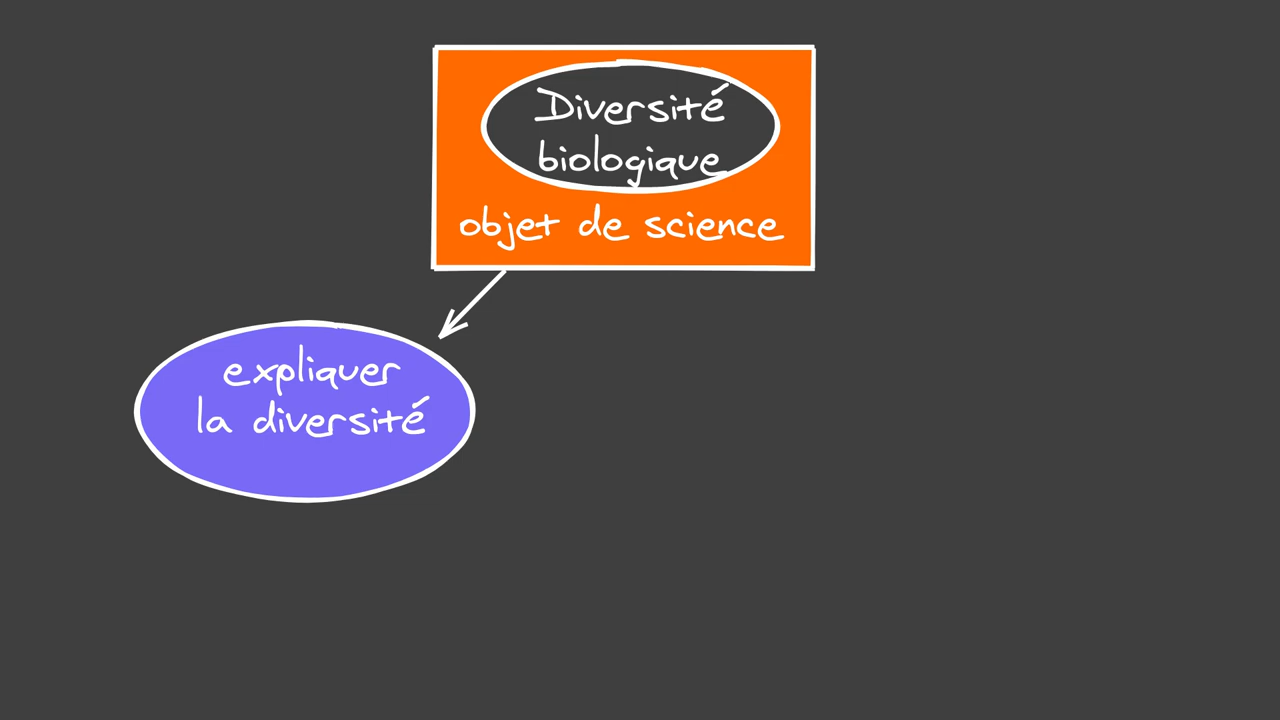 Diversité
biologique
objet de science
expliquer
la diversité